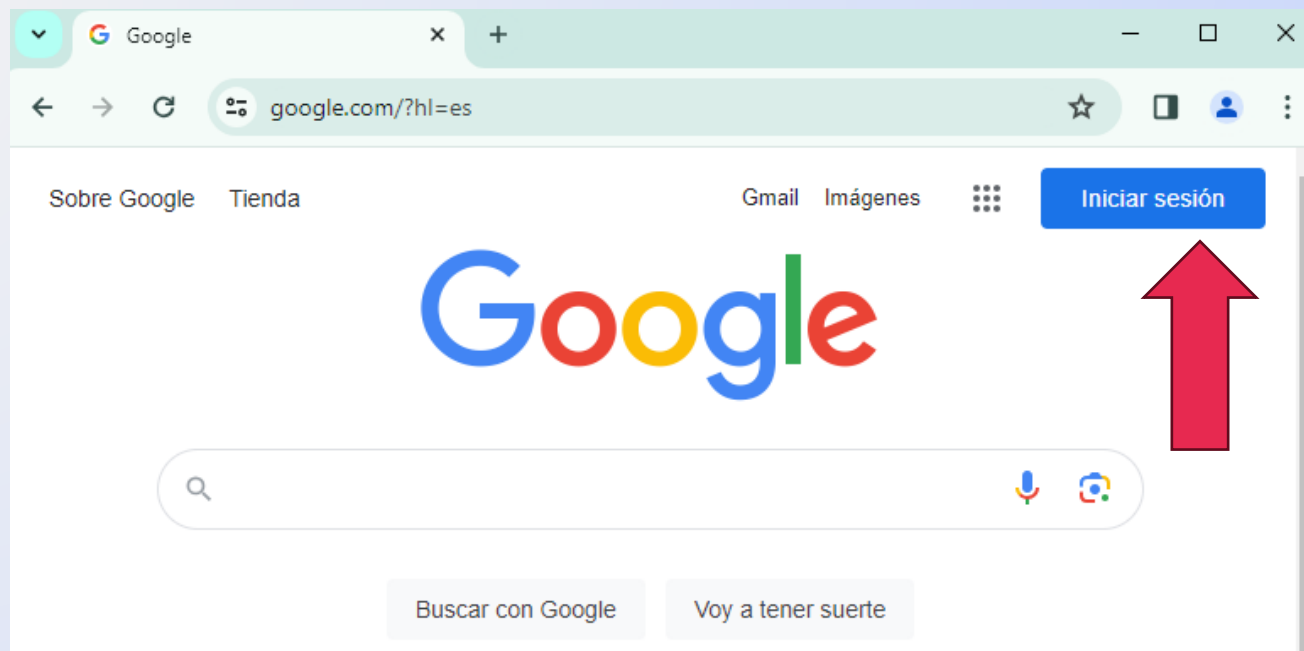 Google
google.com/?hl=es
Sobre Google Tienda Gmail Imágenes Iniciar sesión
Google
Buscar con Google Voy a tener suerte